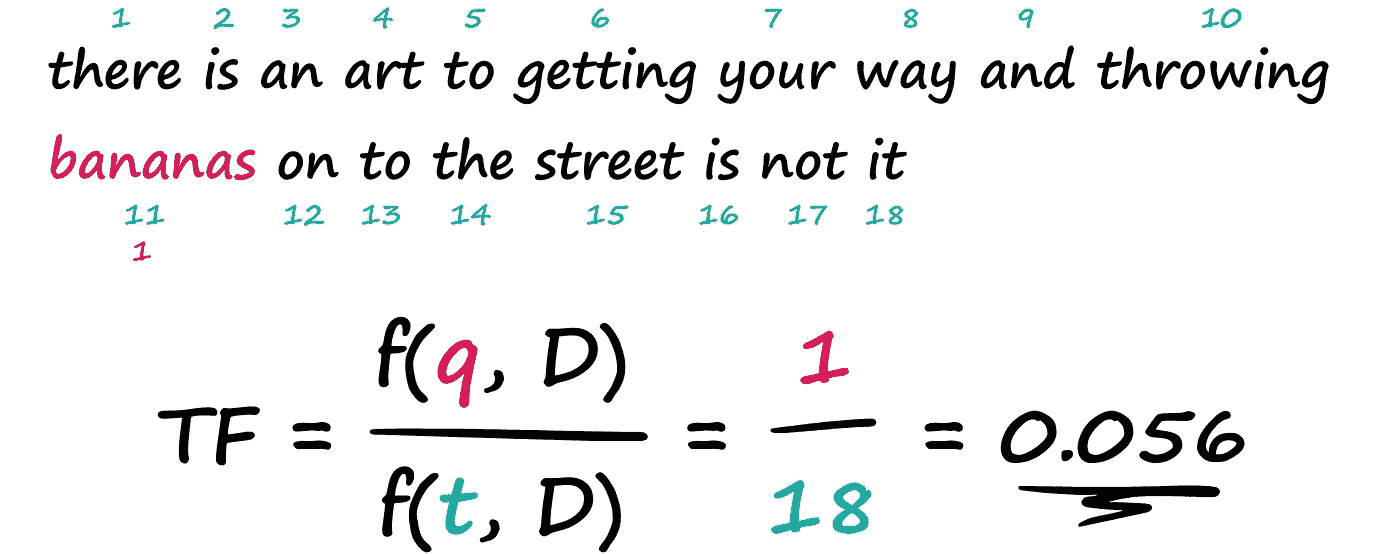 1 2 3 4 5 6 7 8 9 10
there is an art to getting your way and throwing
bananas on to the street is not it
11 12 13 14 15 16 17 18
1
TF = f(q, D) / f(t, D) = 1 / 18 = 0.056